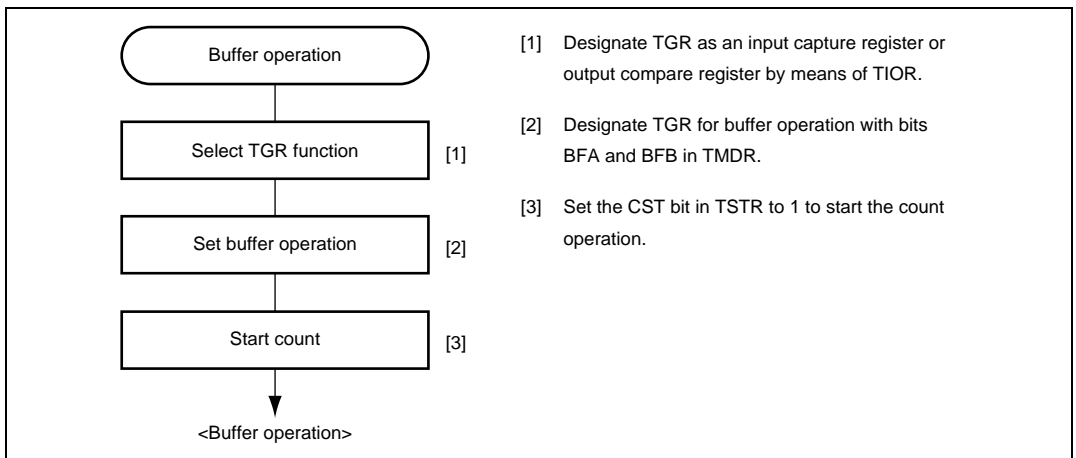 Buffer operation
Select TGR function
[1]
Set buffer operation
[2]
Start count
[3]
<Buffer operation>
[1] Designate TGR as an input capture register or
output compare register by means of TIOR.
[2] Designate TGR for buffer operation with bits
BFA and BFB in TMDR.
[3] Set the CST bit in TSTR to 1 to start the count
operation.